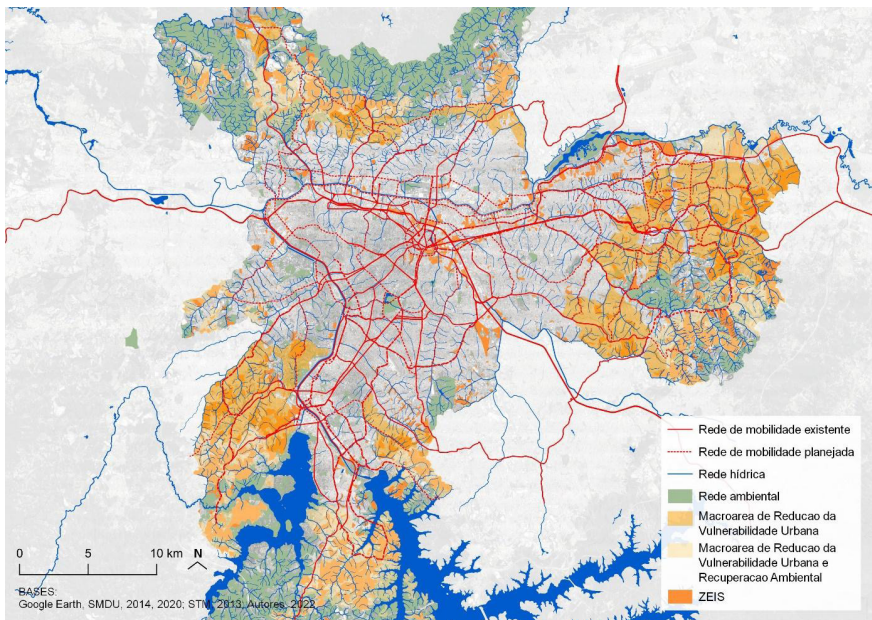 Rede de mobilidade existente
Rede de mobilidade planejada
Rede hídrica
Rede ambiental
Macroarea de Reducao da
Vulnerabilidade Urbana
Macroarea de Reducao da
Vulnerabilidade Urbana e
Recuperacao Ambiental
ZEIS
0 5 10 km N
BASES:
Google Earth, SMDU, 2014, 2020; STM, 2013, Autores, 2022